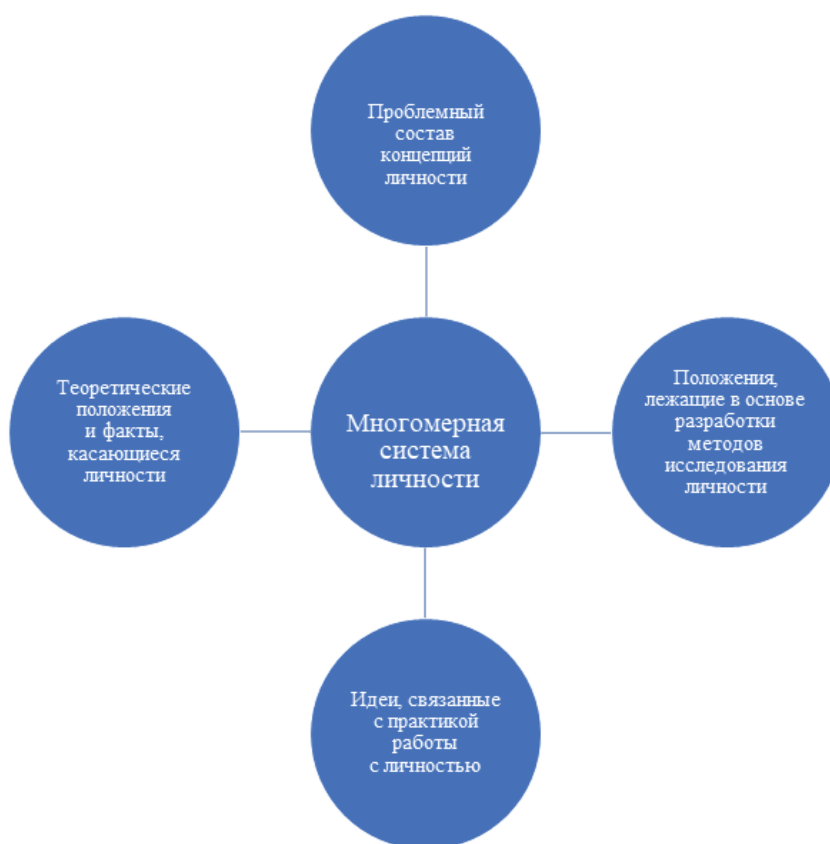 Проблемный
состав
концепций
личности
Теоретические
положения
и факты,
касающиеся
личности
Многомерная
система
личности
Положения,
лежащие в основе
разработки
методов
исследования
личности
Идеи, связанные
с практикой
работы
с личностью